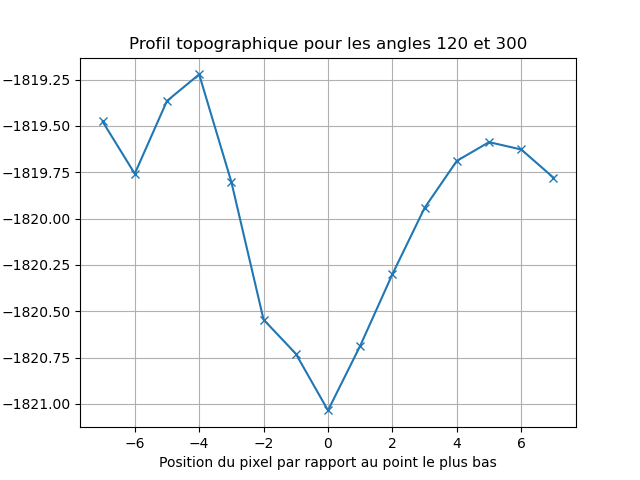 Profil topographique pour les angles 120 et 300
−1819.25
−1819.50
−1819.75
−1820.00
−1820.25
−1820.50
−1820.75
−1821.00
−6 −4 −2 0 2 4 6
Position du pixel par rapport au point le plus bas